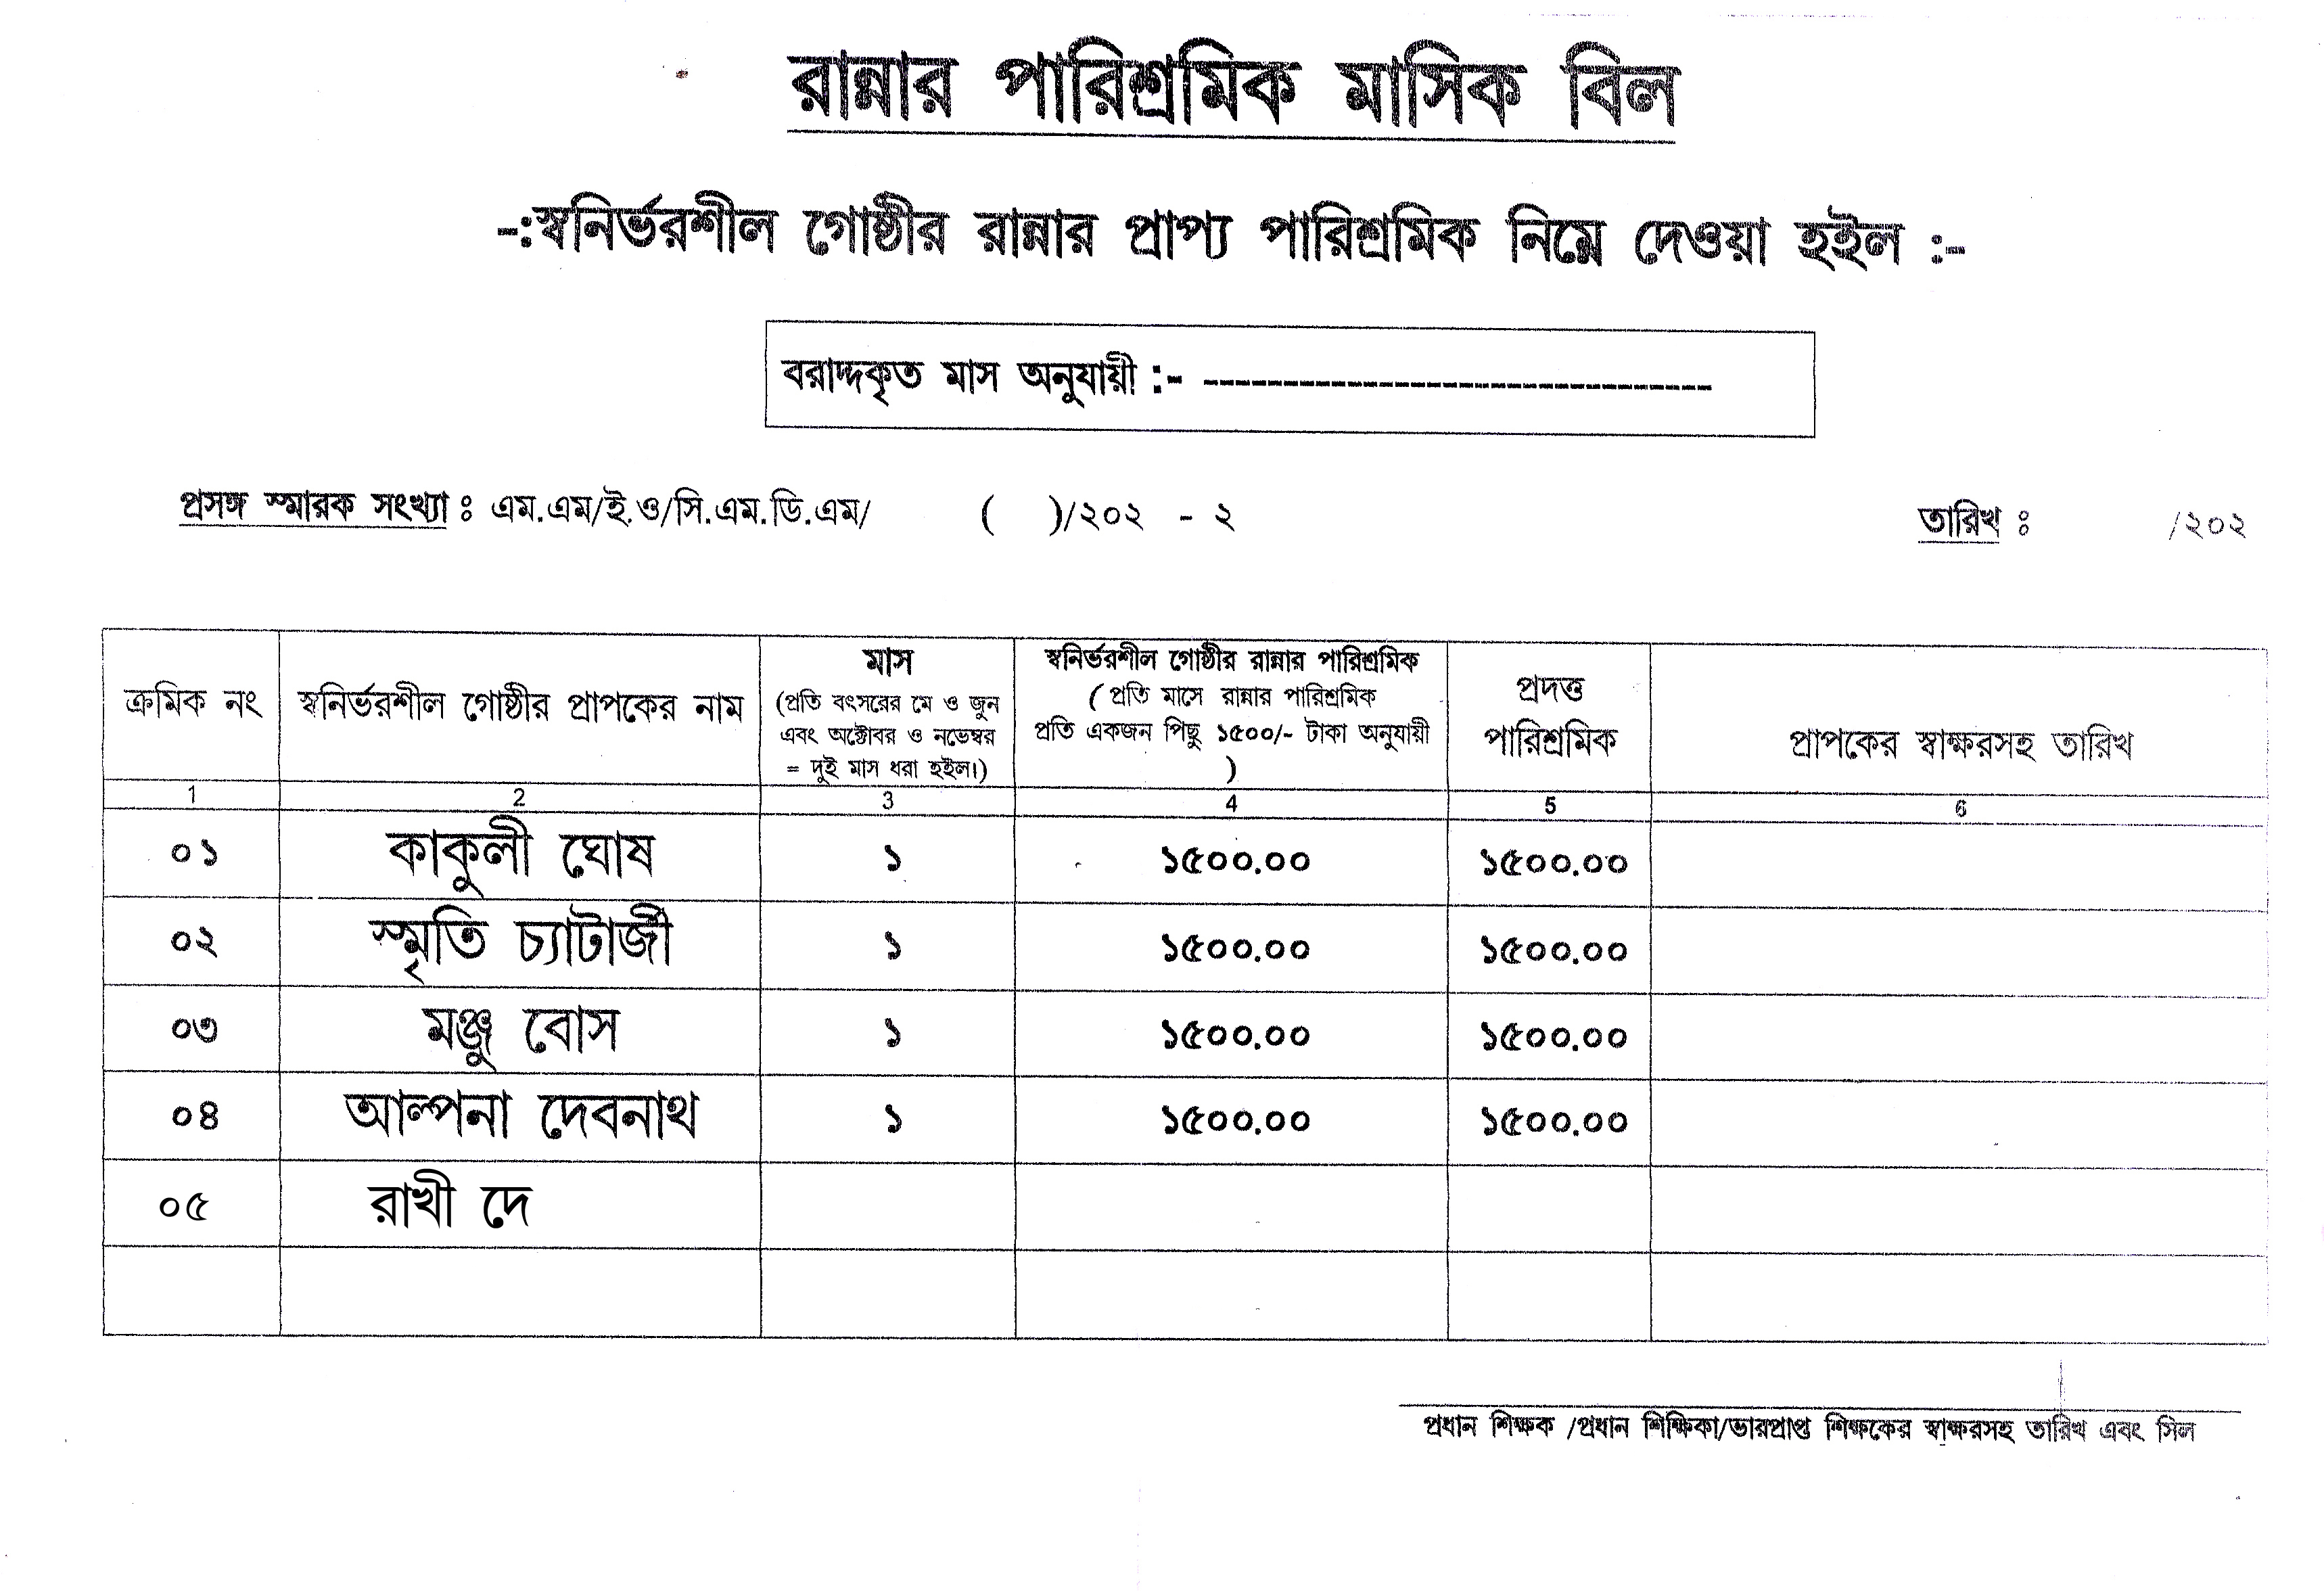 রান্নার পারিশ্রমিক মাসিক বিল
-:স্বনির্ভরশীল গোষ্ঠীর রান্নার প্রাপ্য পারিশ্রমিক নিম্নে দেওয়া হইল :-
বরাদ্দকৃত মাস অনুযায়ী :- --------------------------------
প্রসঙ্গ স্মারক সংখ্যা : এম.এম/ই.ও/সি.এম.ডি.এম/ ( )/২০২ - ২ তারিখ : /২০২
ক্রমিক নং
স্বনির্ভরশীল গোষ্ঠীর প্রাপকের নাম
মাস
(প্রতি বৎসরের মে ও জুন
এবং অক্টোবর ও নভেম্বর
= দুই মাস ধরা হইল।)
স্বনির্ভরশীল গোষ্ঠীর রান্নার পারিশ্রমিক
( প্রতি মাসে রান্নার পারিশ্রমিক
প্রতি একজন পিছু ১৫০০/- টাকা অনুযায়ী
)
প্রদত্ত
পারিশ্রমিক
প্রাপকের স্বাক্ষরসহ তারিখ
1 2 3 4 5 6
০১ কাকুলী ঘোষ ১ ১৫০০.০০ ১৫০০.০০
০২ স্মৃতি চ্যাটার্জী ১ ১৫০০.০০ ১৫০০.০০
০৩ মঞ্জু বোস ১ ১৫০০.০০ ১৫০০.০০
০৪ আল্পনা দেবনাথ ১ ১৫০০.০০ ১৫০০.০০
০৫ রাখী দে
প্রধান শিক্ষক /প্রধান শিক্ষিকা/ভারপ্রাপ্ত শিক্ষকের স্বাক্ষরসহ তারিখ এবং সিল